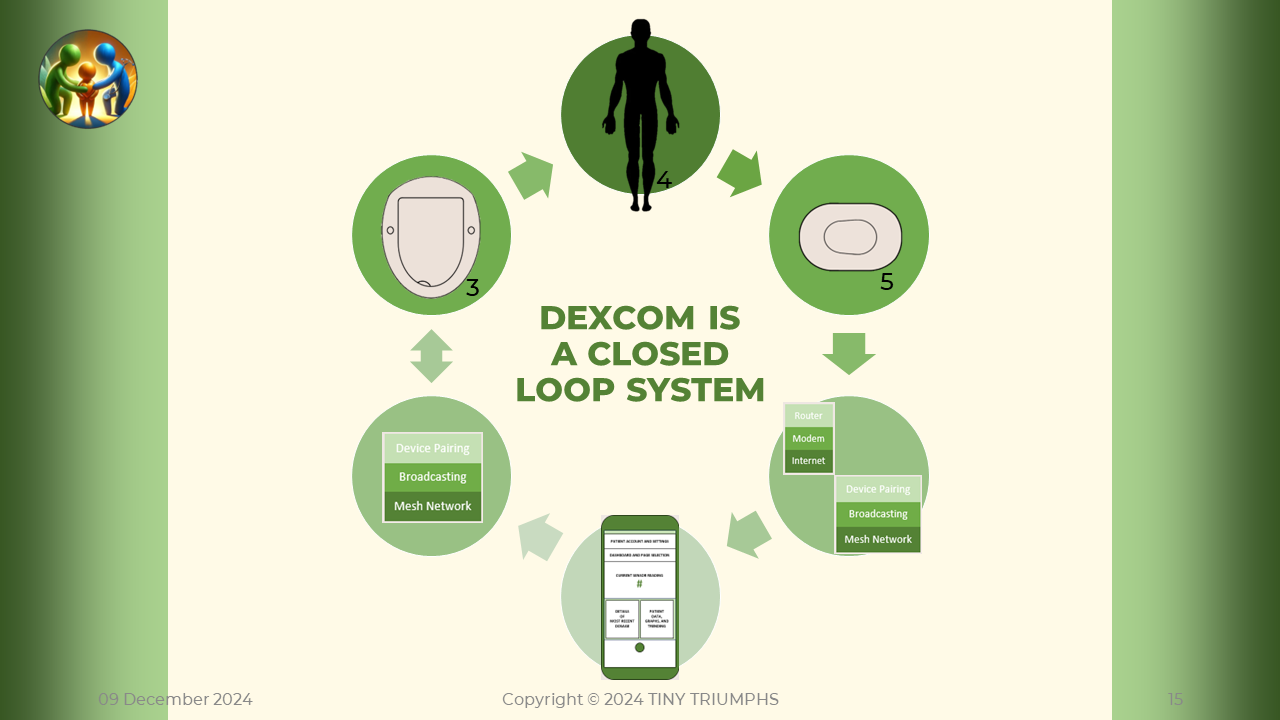 4
3
5
DEXCOM IS
A CLOSED
LOOP SYSTEM
Router
Modem
Internet
Device Pairing
Broadcasting
Mesh Network
Device Pairing
Broadcasting
Mesh Network
PATIENT ACCOUNT AND SETTINGS
DASHBOARD AND PAGE SELECTION
CURRENT SENSOR READING
#
DETAILS
OF
MOST RECENT
DOSAGE
PATIENT
DATA,
GRAPHS, AND
TRENDING
09 December 2024
Copyright © 2024 TINY TRIUMPHS
15